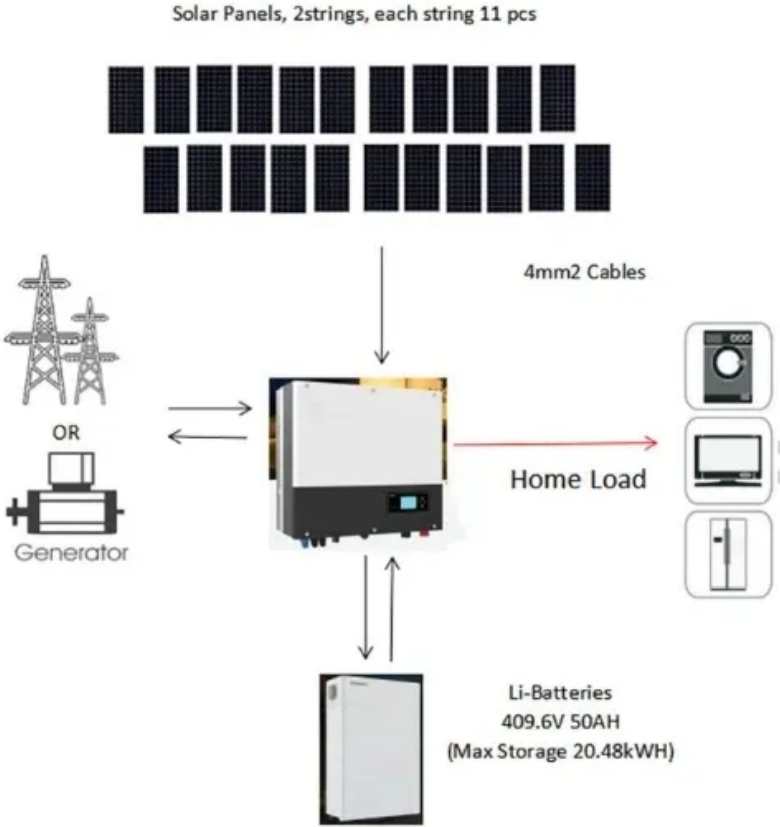 Solar Panels, 2strings, each string 11 pcs
4mm2 Cables
OR
Home Load
Generator
Li-Batteries
409.6V 50AH
(Max Storage 20.48kWH)